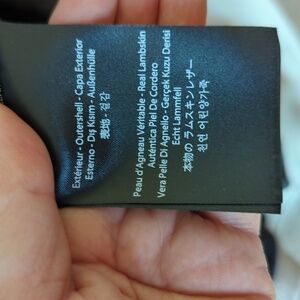 Extérieur - Outershell - Capa Exterior
Esterno - Dış Kısım - Außenhülle
表地 - 겉감
Peau d'Agneau Véritable - Real Lambskin
Auténtica Piel De Cordero
Vera Pelle Di Agnello - Gerçek Kuzu Derisi
Echt Lammfell
本物の ラムスキンレザー
천연 어린양가죽